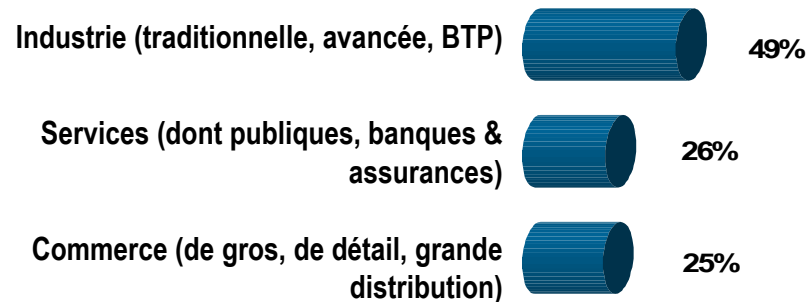 Industrie (traditionnelle, avancée, BTP)
49%
Services (dont publiques, banques &
assurances)
26%
Commerce (de gros, de détail, grande
distribution)
25%